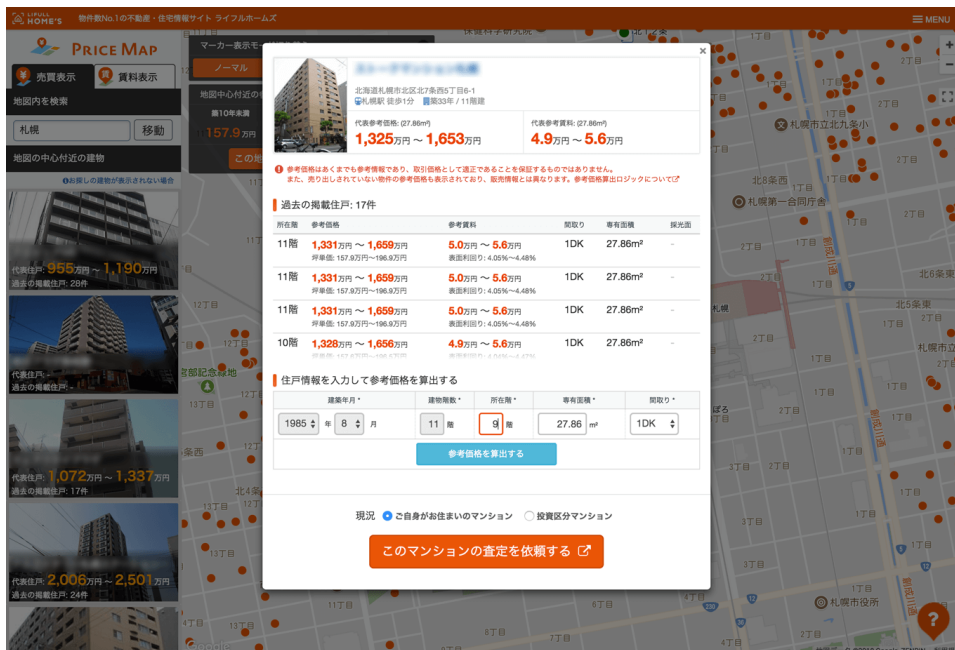 LIFULL
HOME'S
物件数No.1の不動産・住宅情報サイト ライフルホームズ
MENU
PRICE MAP
売買表示
賃料表示
地図内を検索
札幌
移動
地図の中心付近の建物
お探しの建物が表示されない場合
代表住戸: 955万円 〜 1,190万円
過去の掲載住戸: 28件
代表住戸: -
過去の掲載住戸: -
代表住戸: 1,072万円 〜 1,337万円
過去の掲載住戸: 17件
代表住戸: 2,006万円 〜 2,501万円
過去の掲載住戸: 24件
マーカー表示モー
ノーマル
地図中心付近の
築10年未満
157.9万円
この地
×
北海道札幌市北区北7条西5丁目6-1
札幌駅 徒歩1分 築33年 / 11階建
代表参考価格: (27.86m²)
1,325万円 〜 1,653万円
代表参考賃料: (27.86m²)
4.9万円 〜 5.6万円
参考価格はあくまでも参考情報であり、取引価格として適正であることを保証するものではありません。
また、売り出しされていない物件の参考価格も表示されており、販売情報とは異なります。参考価格算出ロジックについて
過去の掲載住戸: 17件
所在階 参考価格 参考賃料 間取り 専有面積 採光面
11階 1,331万円 〜 1,659万円 5.0万円 〜 5.6万円 1DK 27.86m² -
坪単価: 157.9万円〜196.9万円 表面利回り: 4.05%〜4.48%
11階 1,331万円 〜 1,659万円 5.0万円 〜 5.6万円 1DK 27.86m² -
坪単価: 157.9万円〜196.9万円 表面利回り: 4.05%〜4.48%
11階 1,331万円 〜 1,659万円 5.0万円 〜 5.6万円 1DK 27.86m² -
坪単価: 157.9万円〜196.9万円 表面利回り: 4.05%〜4.48%
10階 1,328万円 〜 1,656万円 4.9万円 〜 5.6万円 1DK 27.86m² -
住戸情報を入力して参考価格を算出する
建築年月* 建物階数* 所在階* 専有面積* 間取り*
1985 年 8 月 11 階 9 階 27.86 m² 1DK
参考価格を算出する
現況 ご自身がお住まいのマンション 投資区分マンション
このマンションの査定を依頼する
札幌市立北九条小
北8条西
札幌第一合同庁舎
創成川通
北6条東
北5条東
札幌
創成川通
創成川通
札幌市役所
?